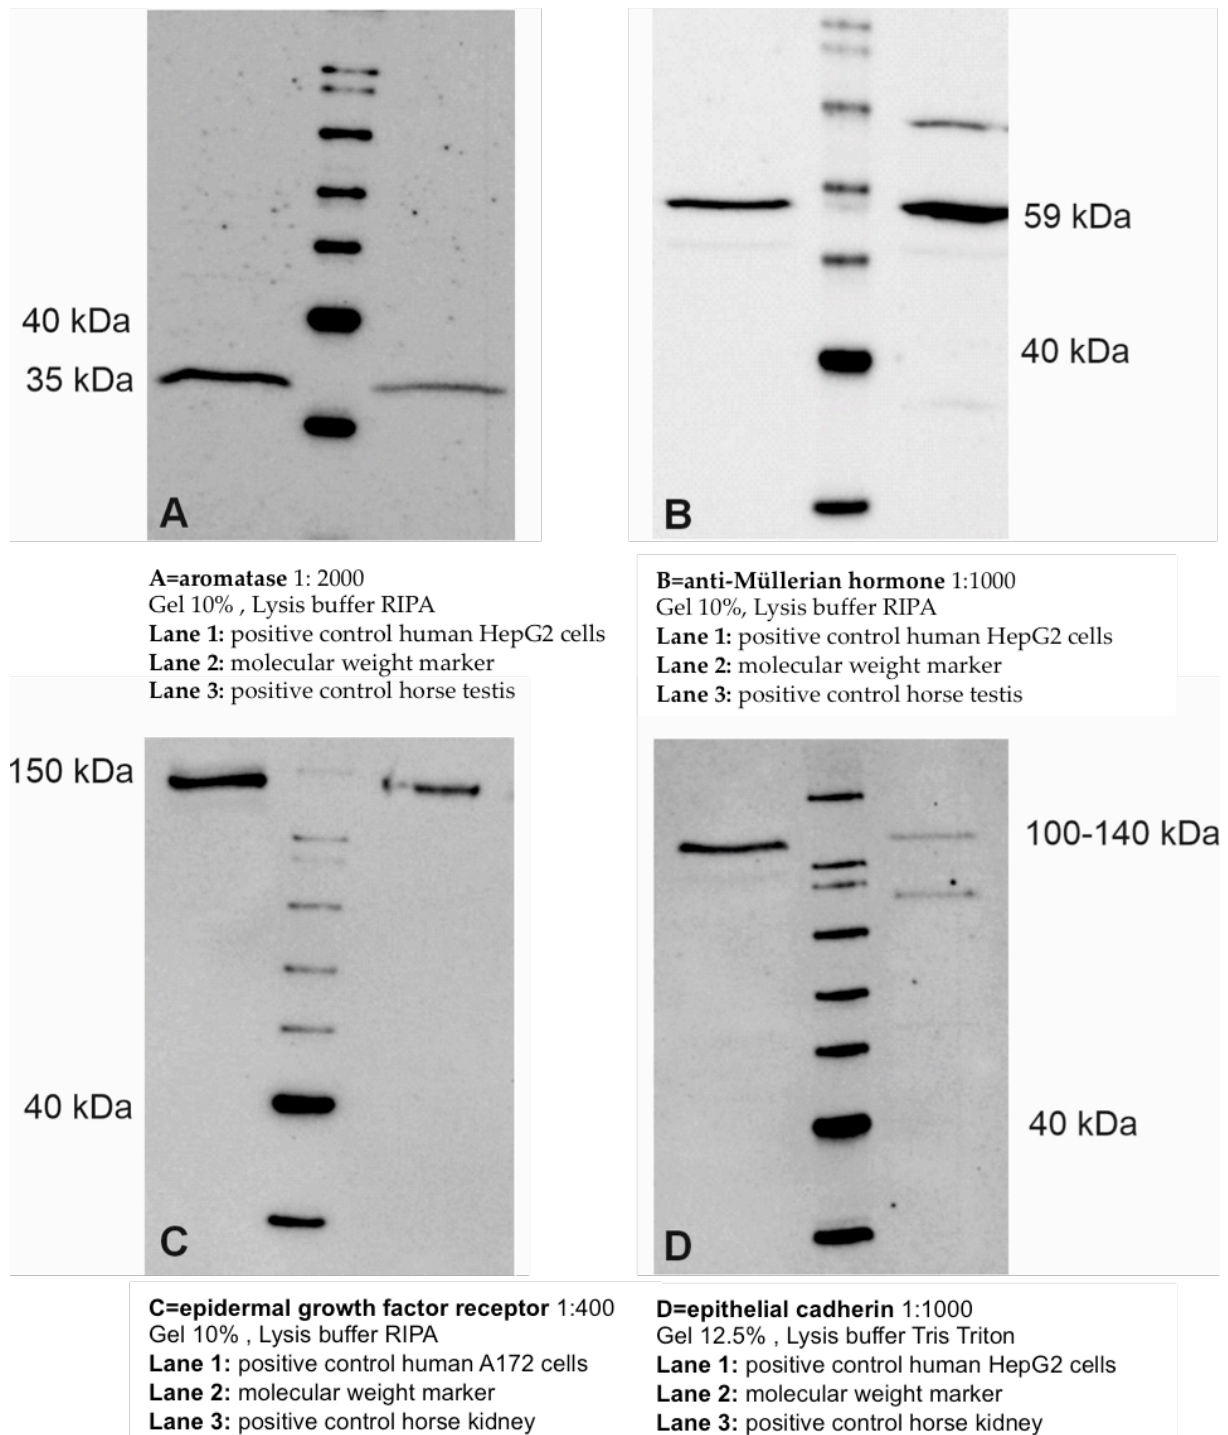 40 kDa
35 kDa
A
59 kDa
40 kDa
B
A=aromatase 1: 2000
Gel 10% , Lysis buffer RIPA
Lane 1: positive control human HepG2 cells
Lane 2: molecular weight marker
Lane 3: positive control horse testis
B=anti-Müllerian hormone 1:1000
Gel 10%, Lysis buffer RIPA
Lane 1: positive control human HepG2 cells
Lane 2: molecular weight marker
Lane 3: positive control horse testis
150 kDa
40 kDa
C
100-140 kDa
40 kDa
D
C=epidermal growth factor receptor 1:400
Gel 10% , Lysis buffer RIPA
Lane 1: positive control human A172 cells
Lane 2: molecular weight marker
Lane 3: positive control horse kidney
D=epithelial cadherin 1:1000
Gel 12.5% , Lysis buffer Tris Triton
Lane 1: positive control human HepG2 cells
Lane 2: molecular weight marker
Lane 3: positive control horse kidney